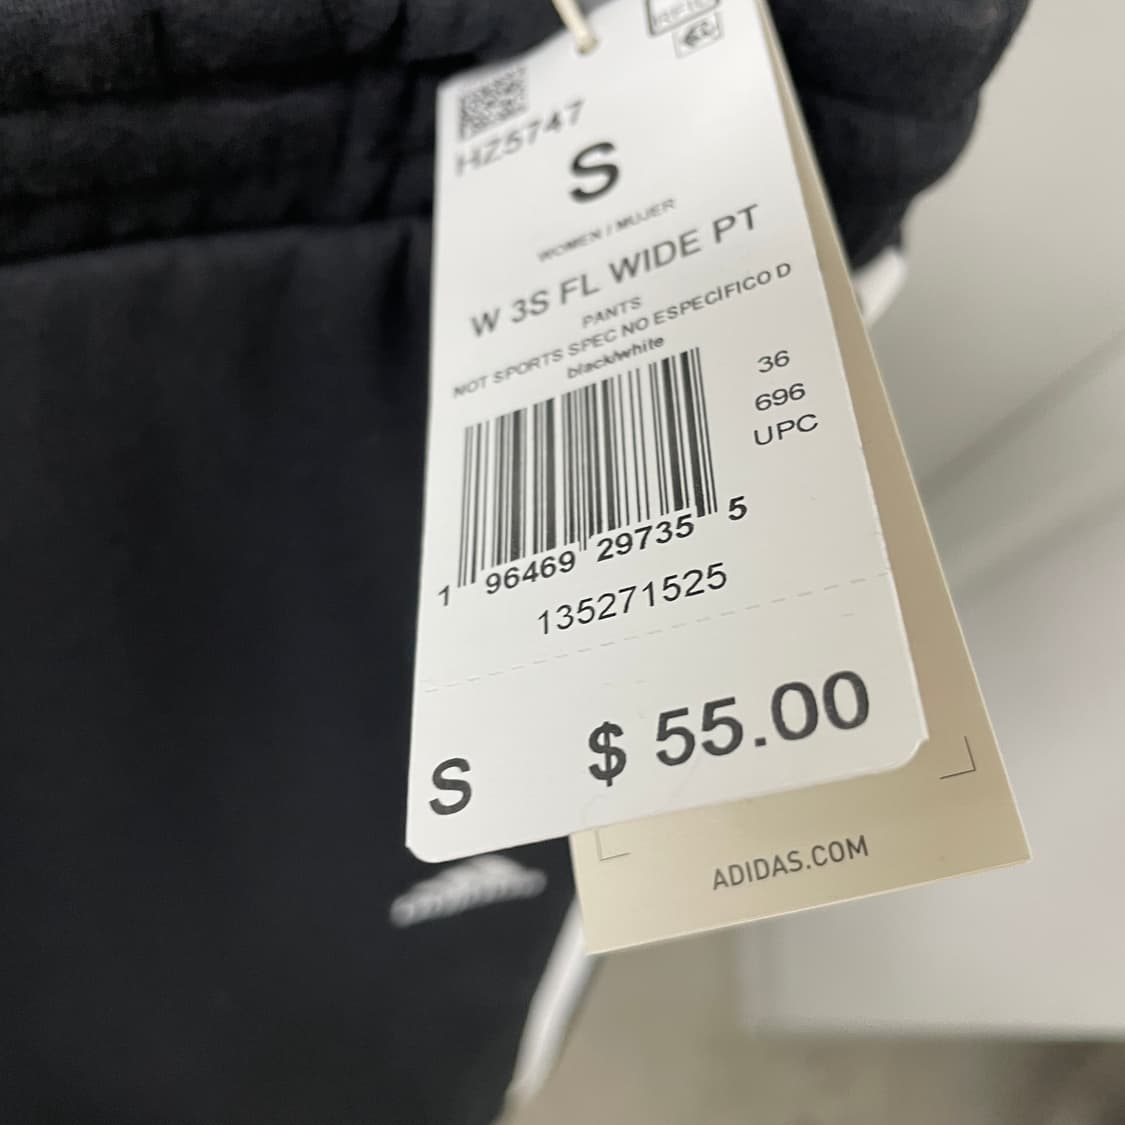 HZ5747
S
WOMEN / MUJER
W 3S FL WIDE PT
PANTS
NOT SPORTS SPEC NO ESPECÍFICO D
black/white
36
696
UPC
1 96469 29735 5
135271525
S $ 55.00
ADIDAS.COM